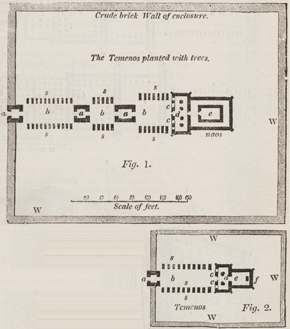 Crude brick Wall of enclosure.
The Temenos planted with trees.
s s s
a b a b a b c c d e
s s s
naos
W
Fig. 1.
Scale of feet.
W
W
s
a b c c d e f
s
W
Temenos
Fig. 2.
W